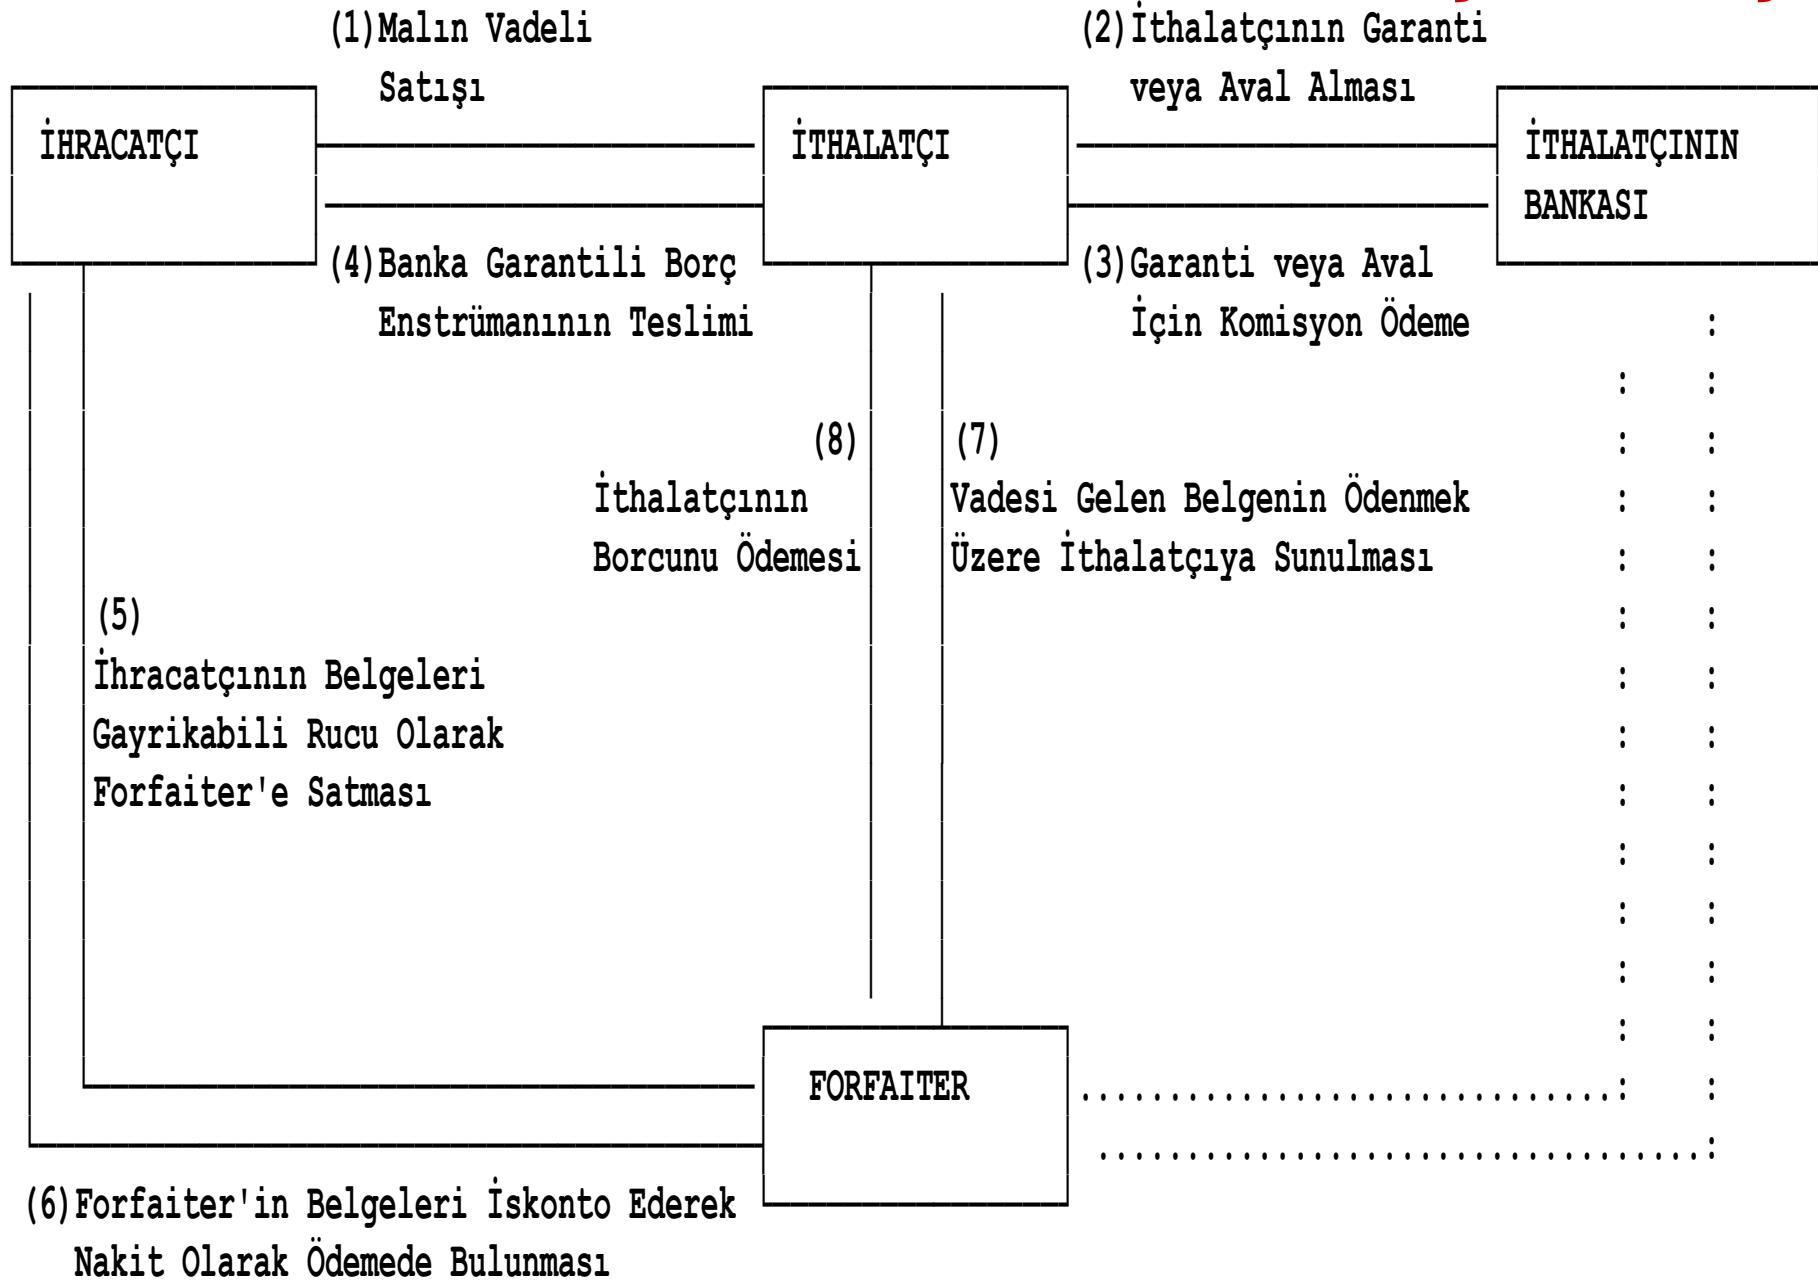 (1)Malın Vadeli
Satışı
(2)İthalatçının Garanti
veya Aval Alması
İHRACATÇI
İTHALATÇI
İTHALATÇININ
BANKASI
(4)Banka Garantili Borç
Enstrümanının Teslimi
(3)Garanti veya Aval
İçin Komisyon Ödeme
(8)
İthalatçının
Borcunu Ödemesi
(7)
Vadesi Gelen Belgenin Ödenmek
Üzere İthalatçıya Sunulması
(5)
İhracatçının Belgeleri
Gayrikabili Rucu Olarak
Forfaiter'e Satması
FORFAITER
(6)Forfaiter'in Belgeleri İskonto Ederek
Nakit Olarak Ödemede Bulunması